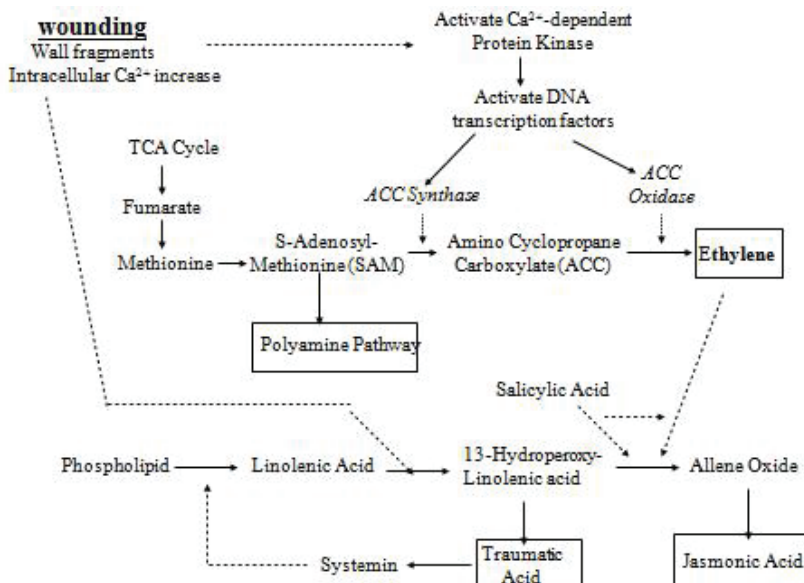 wounding
Wall fragments
Intracellular Ca²⁺ increase
Activate Ca²⁺-dependent
Protein Kinase
Activate DNA
transcription factors
TCA Cycle
ACC Synthase
ACC
Oxidase
Fumarate
Methionine
S-Adenosyl-
Methionine (SAM)
Amino Cyclopropane
Carboxylate (ACC)
Ethylene
Polyamine Pathway
Salicylic Acid
Phospholipid
Linolenic Acid
13-Hydroperoxy-
Linolenic acid
Allene Oxide
Systemin
Traumatic
Acid
Jasmonic Acid